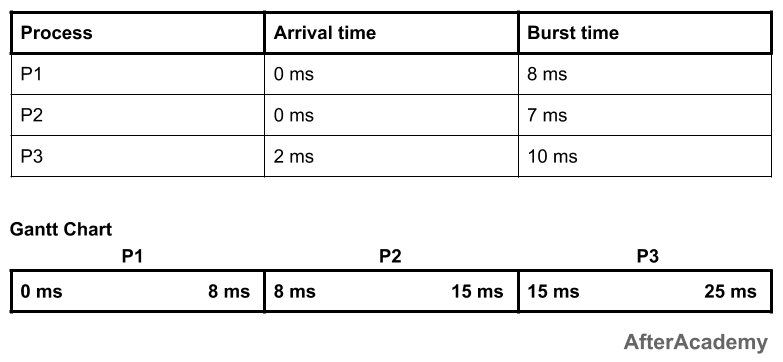 Process Arrival time Burst time
P1 0 ms 8 ms
P2 0 ms 7 ms
P3 2 ms 10 ms
Gantt Chart
P1 P2 P3
0 ms 8 ms 8 ms 15 ms 15 ms 25 ms
AfterAcademy